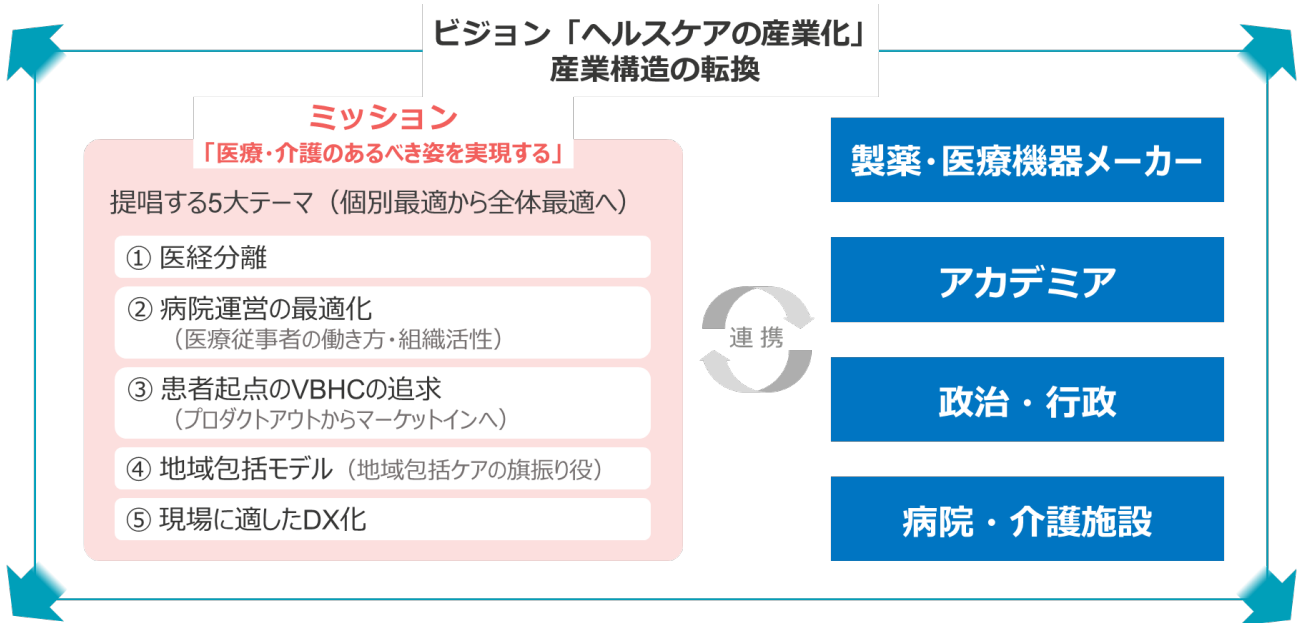 ビジョン「ヘルスケアの産業化」
産業構造の転換
ミッション
「医療・介護のあるべき姿を実現する」
提唱する5大テーマ（個別最適から全体最適へ）
① 医経分離
② 病院運営の最適化
（医療従事者の働き方・組織活性）
③ 患者起点のVBHCの追求
（プロダクトアウトからマーケットインへ）
④ 地域包括モデル（地域包括ケアの旗振り役）
⑤ 現場に適したDX化
連携
製薬・医療機器メーカー
アカデミア
政治・行政
病院・介護施設